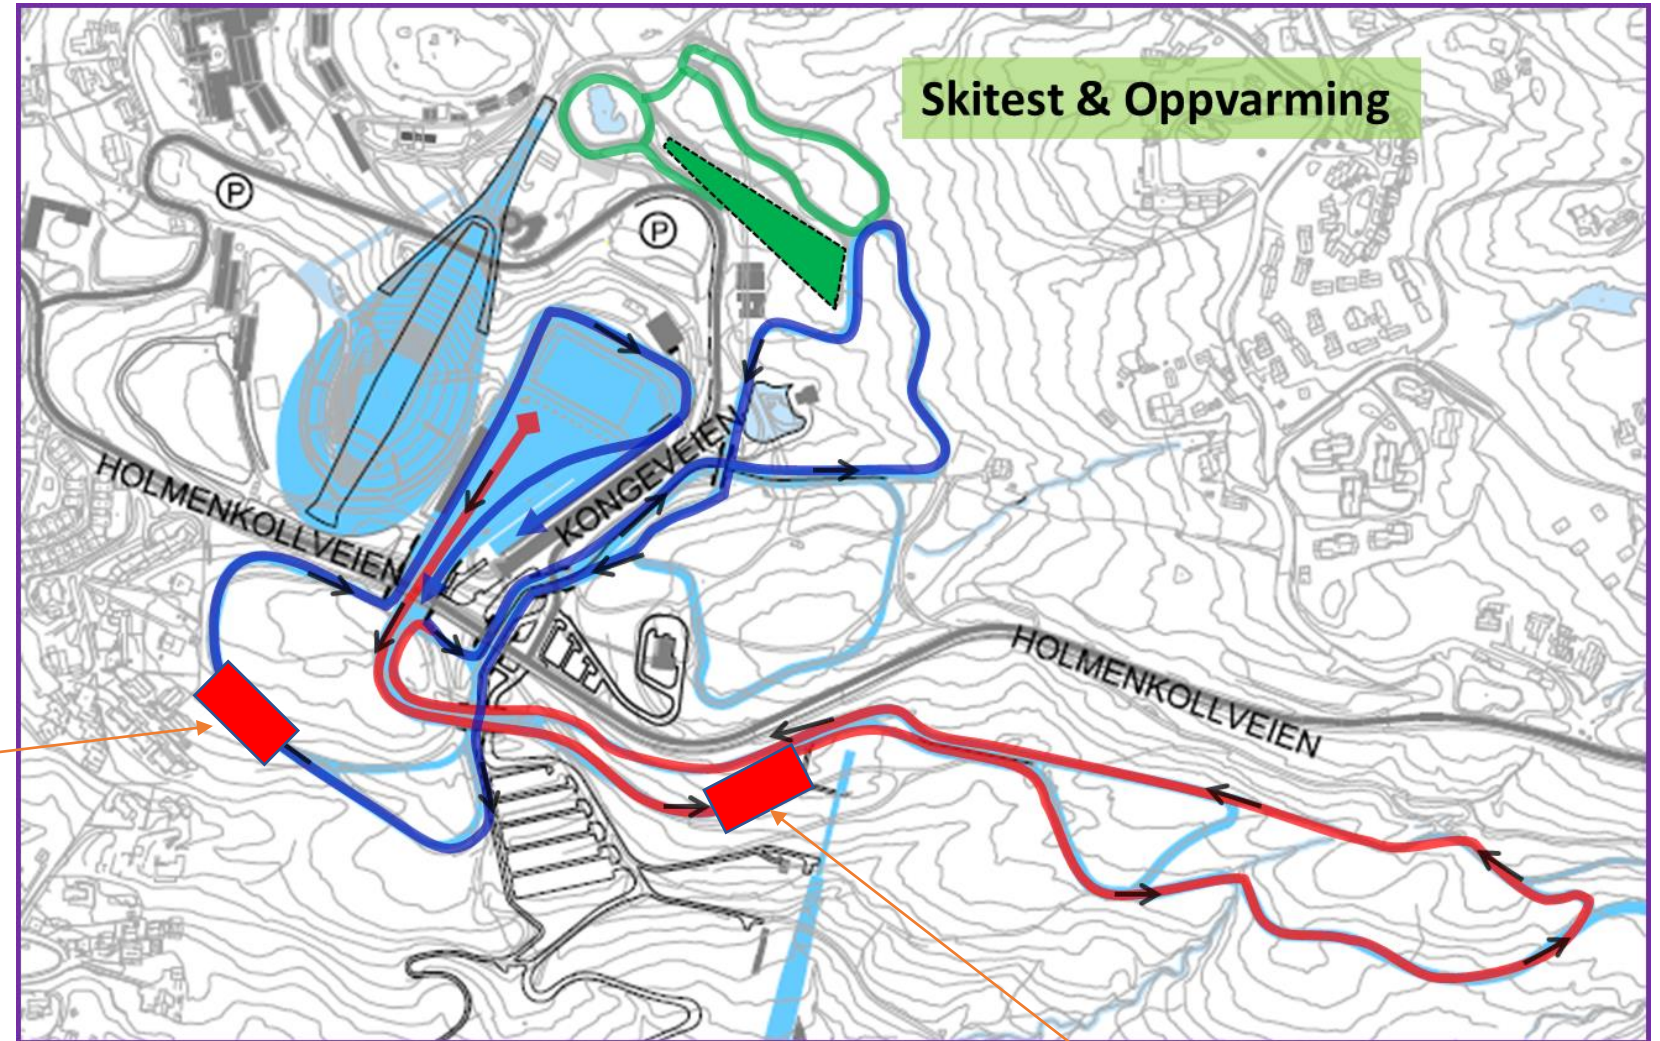 Skitest & Oppvarming
P
P
KONGEVEIEN
HOLMENKOLLVEIEN
HOLMENKOLLVEIEN